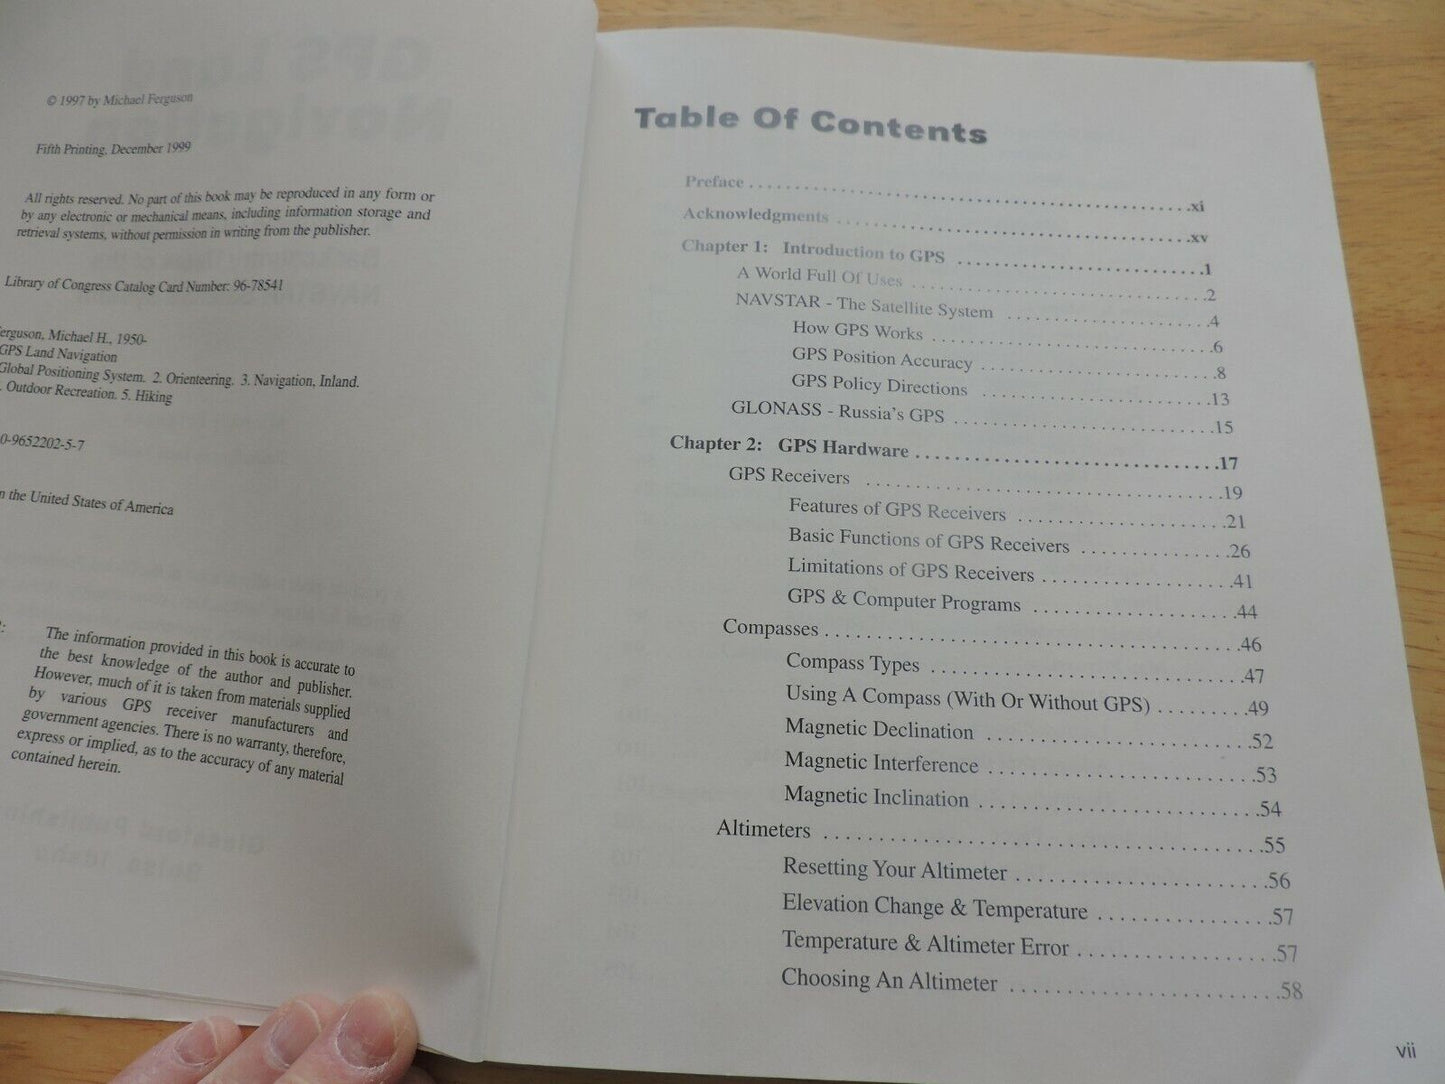 © 1997 by Michael Ferguson
Fifth Printing, December 1999
All rights reserved. No part of this book may be reproduced in any form or
by any electronic or mechanical means, including information storage and
retrieval systems, without permission in writing from the publisher.
Library of Congress Catalog Card Number: 96-78541
erguson, Michael H., 1950-
GPS Land Navigation
Global Positioning System. 2. Orienteering. 3. Navigation, Inland.
. Outdoor Recreation. 5. Hiking
0-9652202-5-7
n the United States of America
The information provided in this book is accurate to
the best knowledge of the author and publisher.
However, much of it is taken from materials supplied
by various GPS receiver manufacturers and
government agencies. There is no warranty, therefore,
express or implied, as to the accuracy of any material
contained herein.
Table Of Contents
Preface . . . . . . . . . . xi
Acknowledgments . . . . . . . . . . xv
Chapter 1: Introduction to GPS . . . . . . . . . . 1
A World Full Of Uses . . . . . . . . . . 2
NAVSTAR - The Satellite System . . . . . . . . . . 4
How GPS Works . . . . . . . . . . 6
GPS Position Accuracy . . . . . . . . . . 8
GPS Policy Directions . . . . . . . . . . 13
GLONASS - Russia's GPS . . . . . . . . . . 15
Chapter 2: GPS Hardware . . . . . . . . . . 17
GPS Receivers . . . . . . . . . . 19
Features of GPS Receivers . . . . . . . . . . 21
Basic Functions of GPS Receivers . . . . . . . . . . 26
Limitations of GPS Receivers . . . . . . . . . . 41
GPS & Computer Programs . . . . . . . . . . 44
Compasses . . . . . . . . . . 46
Compass Types . . . . . . . . . . 47
Using A Compass (With Or Without GPS) . . . . . . . . . 49
Magnetic Declination . . . . . . . . . . 52
Magnetic Interference . . . . . . . . . . 53
Magnetic Inclination . . . . . . . . . . 54
Altimeters . . . . . . . . . . 55
Resetting Your Altimeter . . . . . . . . . . 56
Elevation Change & Temperature . . . . . . . . . . 57
Temperature & Altimeter Error . . . . . . . . . . 57
Choosing An Altimeter . . . . . . . . . . 58
vii